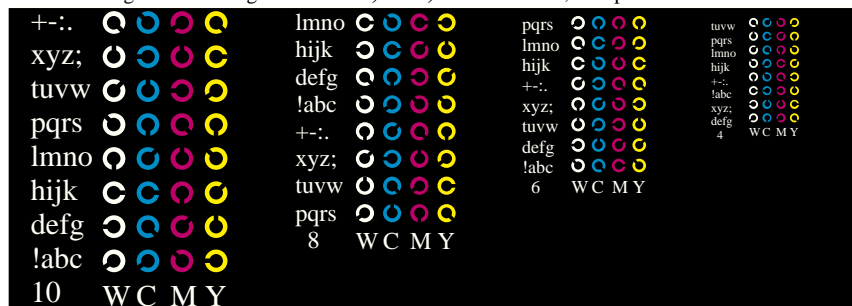 +-:.
xyz;
tuvw
pqrs
lmno
hijk
defg
!abc
10 W C M Y
lmno
hijk
defg
!abc
+-:.
xyz;
tuvw
pqrs
8 W C M Y
pqrs
lmno
hijk
+-:.
xyz;
tuvw
defg
!abc
6 W C M Y
tuvw
pqrs
lmno
hijk
+-:.
!abc
xyz;
defg
4 W C M Y